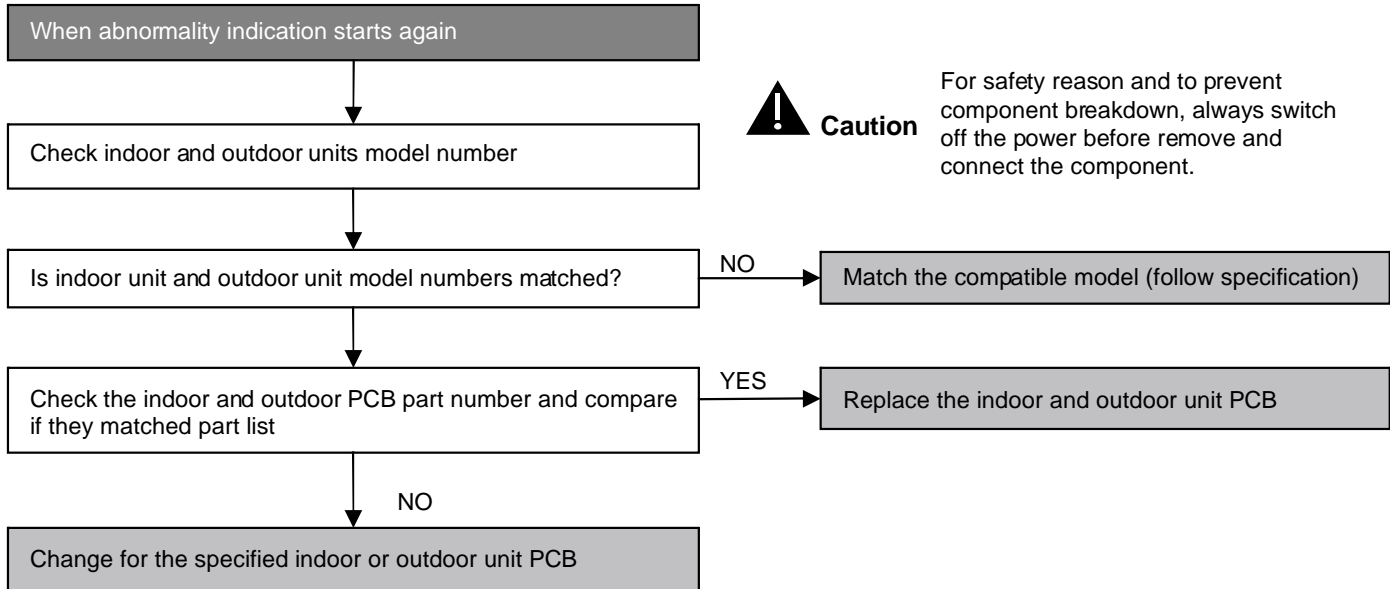 When abnormality indication starts again
Caution
For safety reason and to prevent
component breakdown, always switch
off the power before remove and
connect the component.
Check indoor and outdoor units model number
Is indoor unit and outdoor unit model numbers matched?
NO
Match the compatible model (follow specification)
Check the indoor and outdoor PCB part number and compare
if they matched part list
YES
Replace the indoor and outdoor unit PCB
NO
Change for the specified indoor or outdoor unit PCB